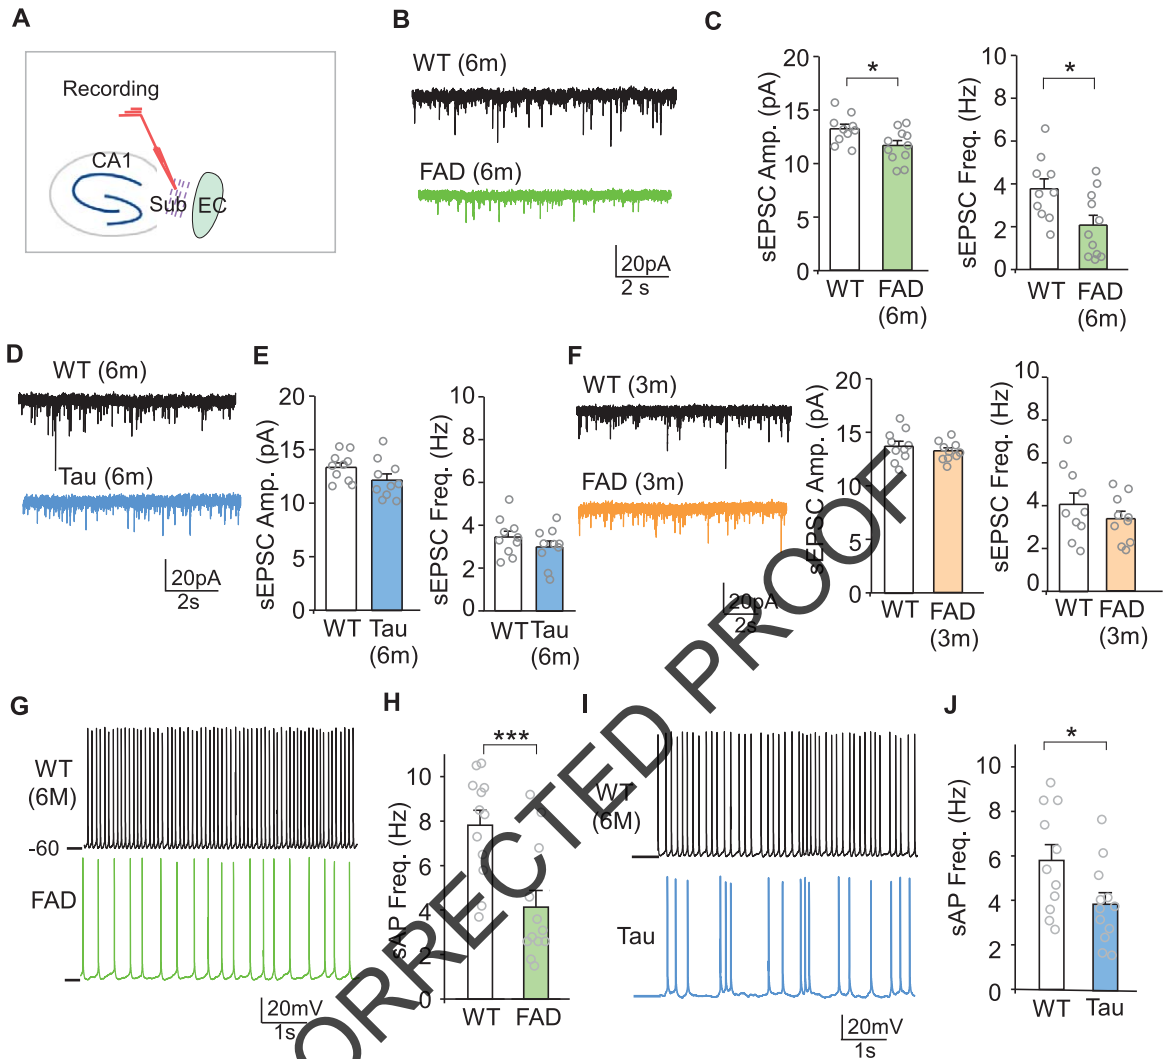 A
Recording
CA1
Sub
EC
B
WT (6m)
FAD (6m)
20pA
2 s
C
sEPSC Amp. (pA)
20
15
10
5
0
WT
FAD
(6m)
*
sEPSC Freq. (Hz)
10
8
6
4
2
0
WT
FAD
(6m)
*
D
WT (6m)
Tau (6m)
20pA
2s
E
sEPSC Amp. (pA)
20
15
10
5
0
WT
Tau
(6m)
sEPSC Freq. (Hz)
10
8
6
4
2
0
WT
Tau
(6m)
F
WT (3m)
FAD (3m)
20pA
2s
sEPSC Amp. (pA)
20
15
10
5
0
WT
FAD
(3m)
sEPSC Freq. (Hz)
10
8
6
4
2
0
WT
FAD
(3m)
G
WT
(6M)
-60
FAD
20mV
1s
H
sAP Freq. (Hz)
10
8
6
4
2
0
WT
FAD
***
I
WT
(6M)
Tau
20mV
1s
J
sAP Freq. (Hz)
10
8
6
4
2
0
WT
Tau
*
ORRECTED PROOF